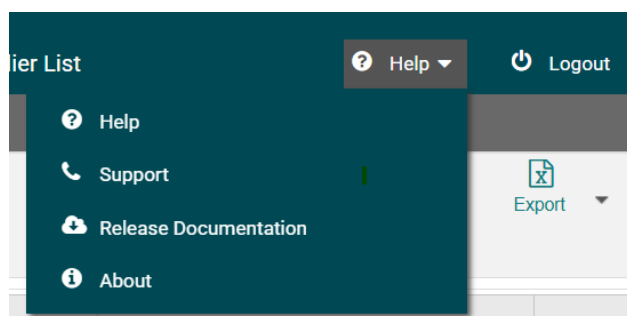 lier List
Help
Logout
Help
Support
Release Documentation
About
Export